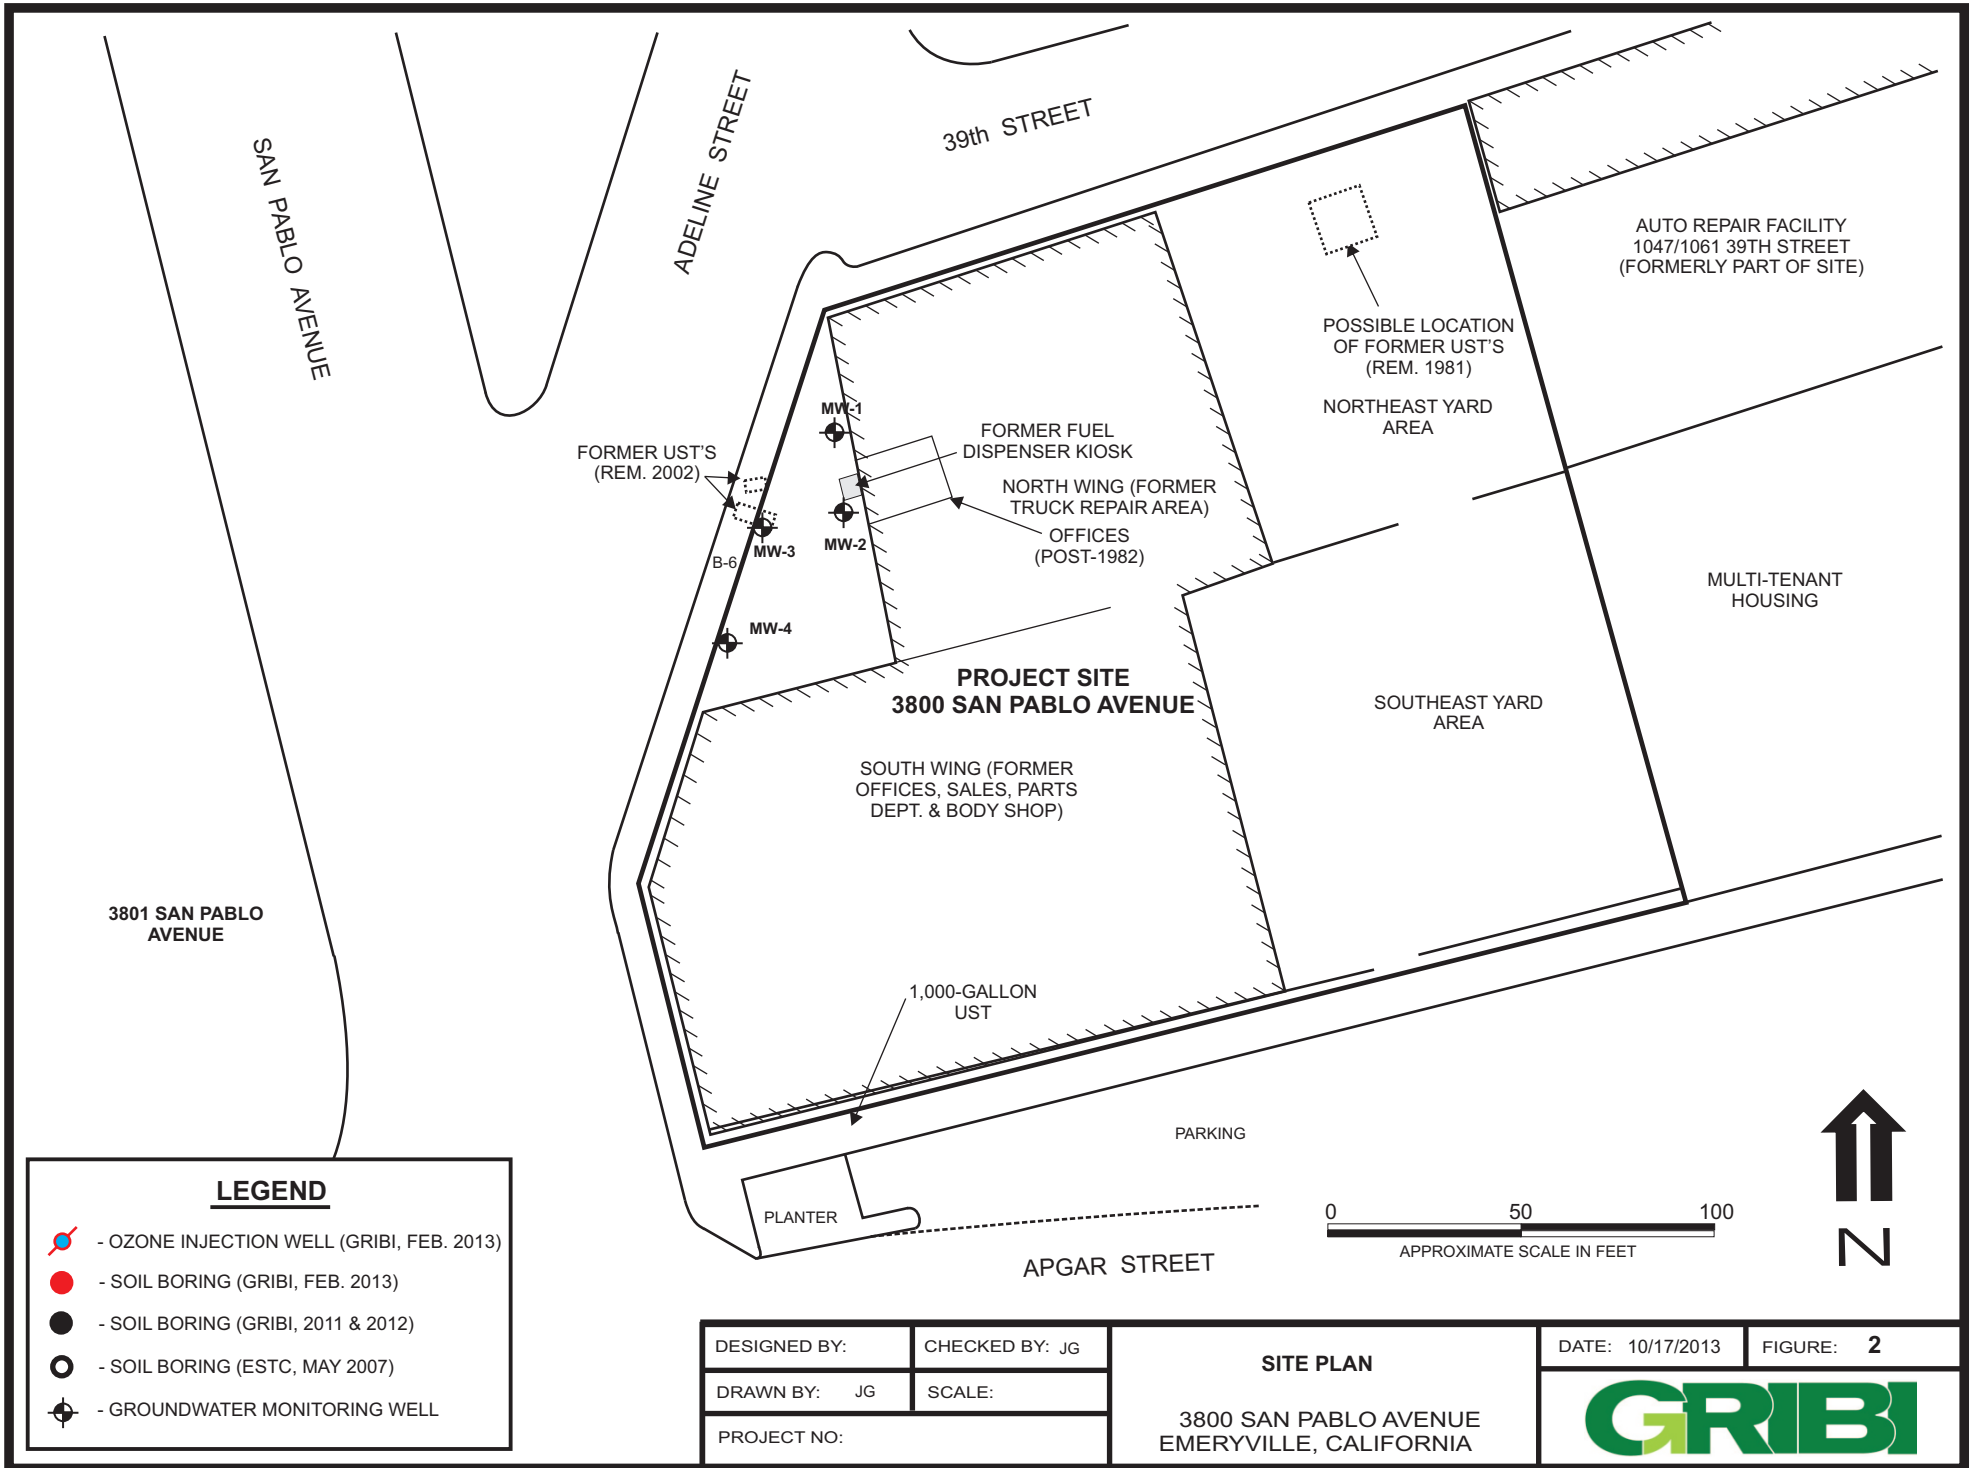 39th STREET
ADELINE STREET
SAN PABLO AVENUE
AUTO REPAIR FACILITY
1047/1061 39TH STREET
(FORMERLY PART OF SITE)
POSSIBLE LOCATION
OF FORMER UST'S
(REM. 1981)
NORTHEAST YARD
AREA
MW-1
FORMER FUEL
DISPENSER KIOSK
FORMER UST'S
(REM. 2002)
NORTH WING (FORMER
TRUCK REPAIR AREA)
OFFICES
(POST-1982)
MW-2
MW-3
B-6
MW-4
MULTI-TENANT
HOUSING
PROJECT SITE
3800 SAN PABLO AVENUE
SOUTHEAST YARD
AREA
SOUTH WING (FORMER
OFFICES, SALES, PARTS
DEPT. & BODY SHOP)
3801 SAN PABLO
AVENUE
1,000-GALLON
UST
PARKING
PLANTER
APGAR STREET
0 50 100
APPROXIMATE SCALE IN FEET
N
LEGEND
- OZONE INJECTION WELL (GRIBI, FEB. 2013)
- SOIL BORING (GRIBI, FEB. 2013)
- SOIL BORING (GRIBI, 2011 & 2012)
- SOIL BORING (ESTC, MAY 2007)
- GROUNDWATER MONITORING WELL
DESIGNED BY:
CHECKED BY: JG
DRAWN BY: JG
SCALE:
PROJECT NO:
SITE PLAN
3800 SAN PABLO AVENUE
EMERYVILLE, CALIFORNIA
DATE: 10/17/2013
FIGURE: 2
GRIBI